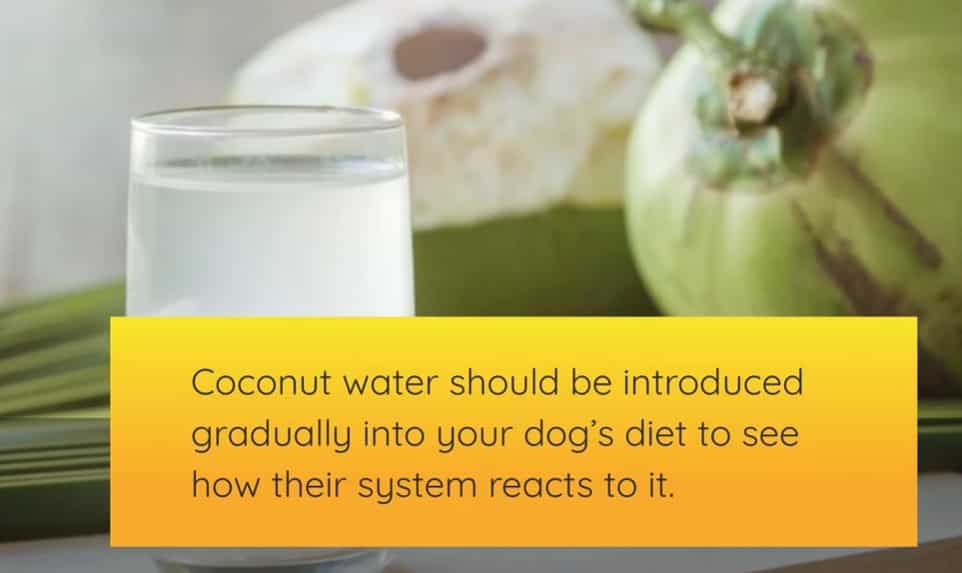 Coconut water should be introduced
gradually into your dog’s diet to see
how their system reacts to it.